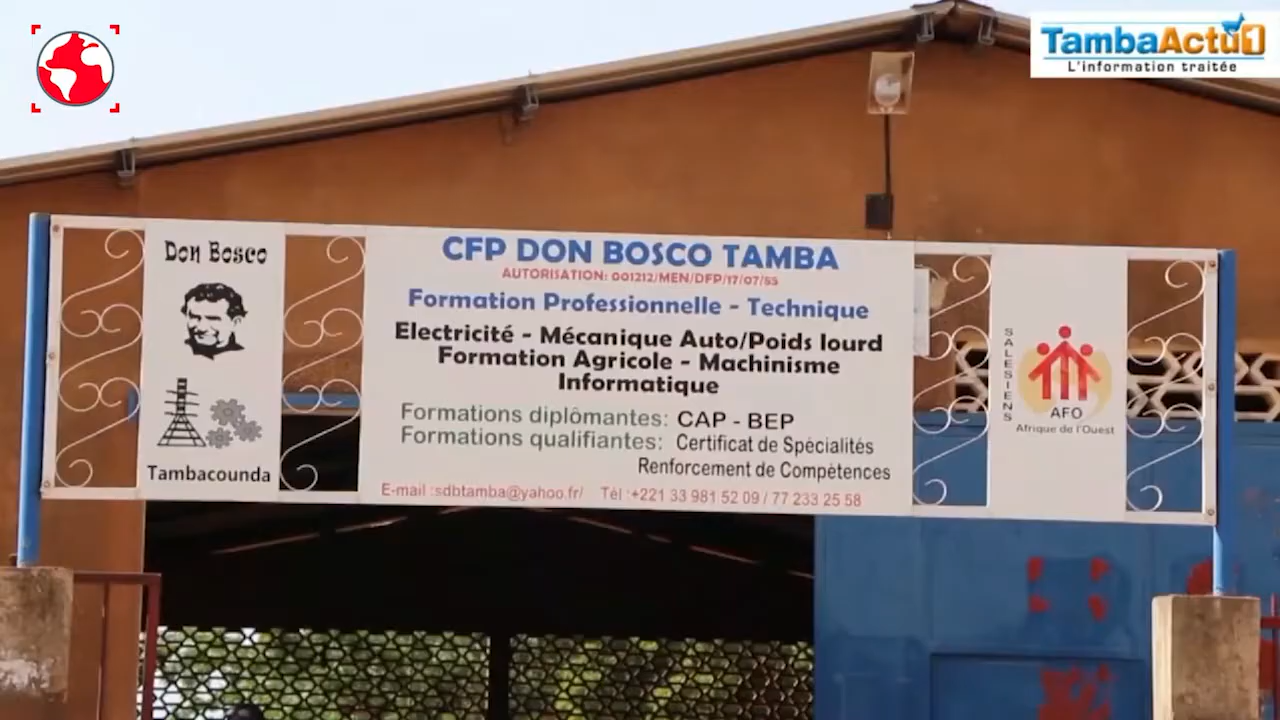 TambaActu1
L'information traitée
Don Bosco
Tambacounda
CFP DON BOSCO TAMBA
AUTORISATION: 001212/MEN/DFP/17/07/55
Formation Professionnelle - Technique
Electricité - Mécanique Auto/Poids lourd
Formation Agricole - Machinisme
Informatique
Formations diplômantes: CAP - BEP
Formations qualifiantes: Certificat de Spécialités
Renforcement de Compètences
E-mail :sdbtamba@yahoo.fr/ Tèl :+221 33 981 52 09 / 77 233 25 58
SALESIENS
AFO
Afrique de l'Ouest